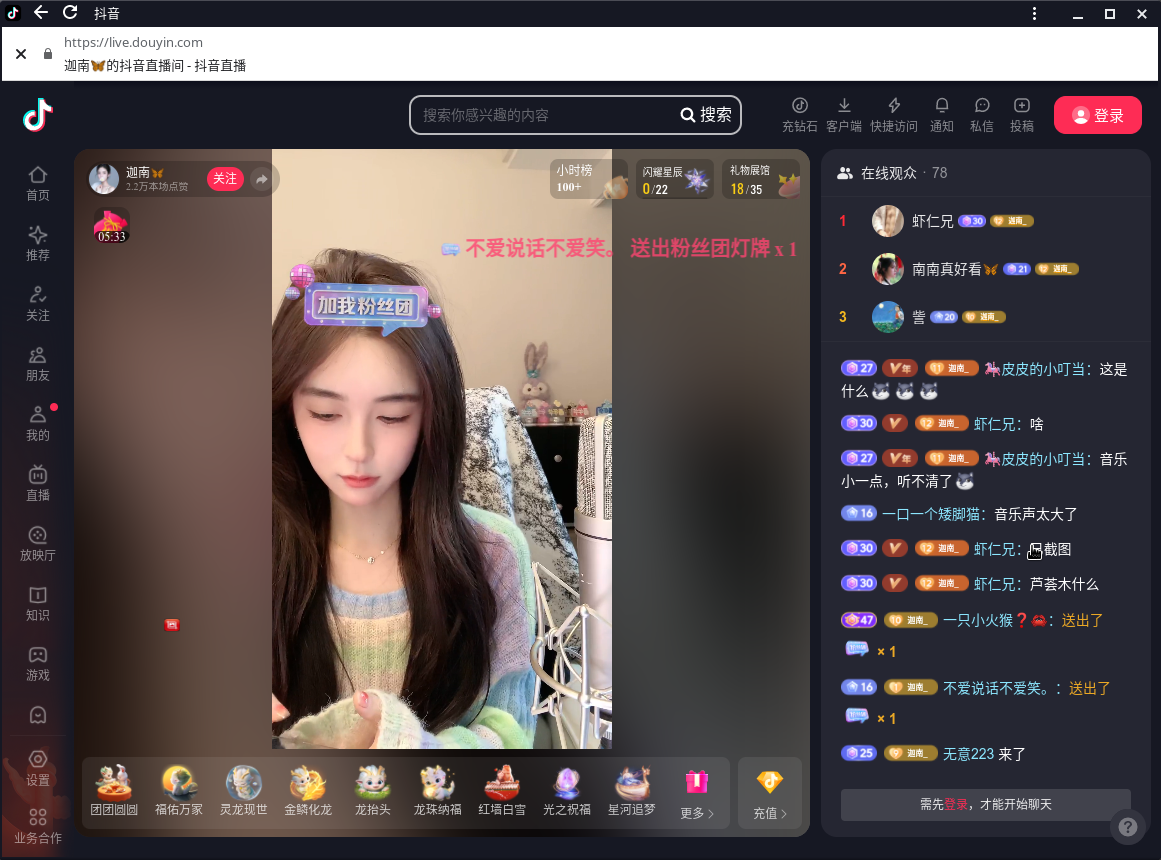 抖音
https://live.douyin.com
迦南🦋的抖音直播间 - 抖音直播
搜索你感兴趣的内容
搜索
充钻石
客户端
快捷访问
通知
私信
投稿
登录
首页
推荐
关注
朋友
我的
直播
放映厅
知识
游戏
设置
业务合作
迦南🦋
2.2万本场点赞
关注
05:33
小时榜
100+
闪耀星辰
0/22
礼物展馆
18/35
不爱说话不爱笑。 送出粉丝团灯牌 x 1
加我粉丝团
团团圆圆
福佑万家
灵龙现世
金鳞化龙
龙抬头
龙珠纳福
红墙白雪
光之祝福
星河追梦
更多
充值
在线观众 · 78
1 虾仁兄 30 迦南_
2 南南真好看🦋 21 迦南_
3 訾 20 迦南_
27 V年 11 迦南_ 🎠皮皮的小叮当：这是
什么
30 V 12 迦南_ 虾仁兄：啥
27 V年 11 迦南_ 🎠皮皮的小叮当：音乐
小一点，听不清了
16 一口一个矮脚猫：音乐声太大了
30 V 12 迦南_ 虾仁兄：截图
30 V 12 迦南_ 虾仁兄：芦荟木什么
47 10 迦南_ 一只小火猴❓🦀：送出了
× 1
16 迦南_ 不爱说话不爱笑。：送出了
× 1
25 迦南_ 无意223 来了
需先登录，才能开始聊天